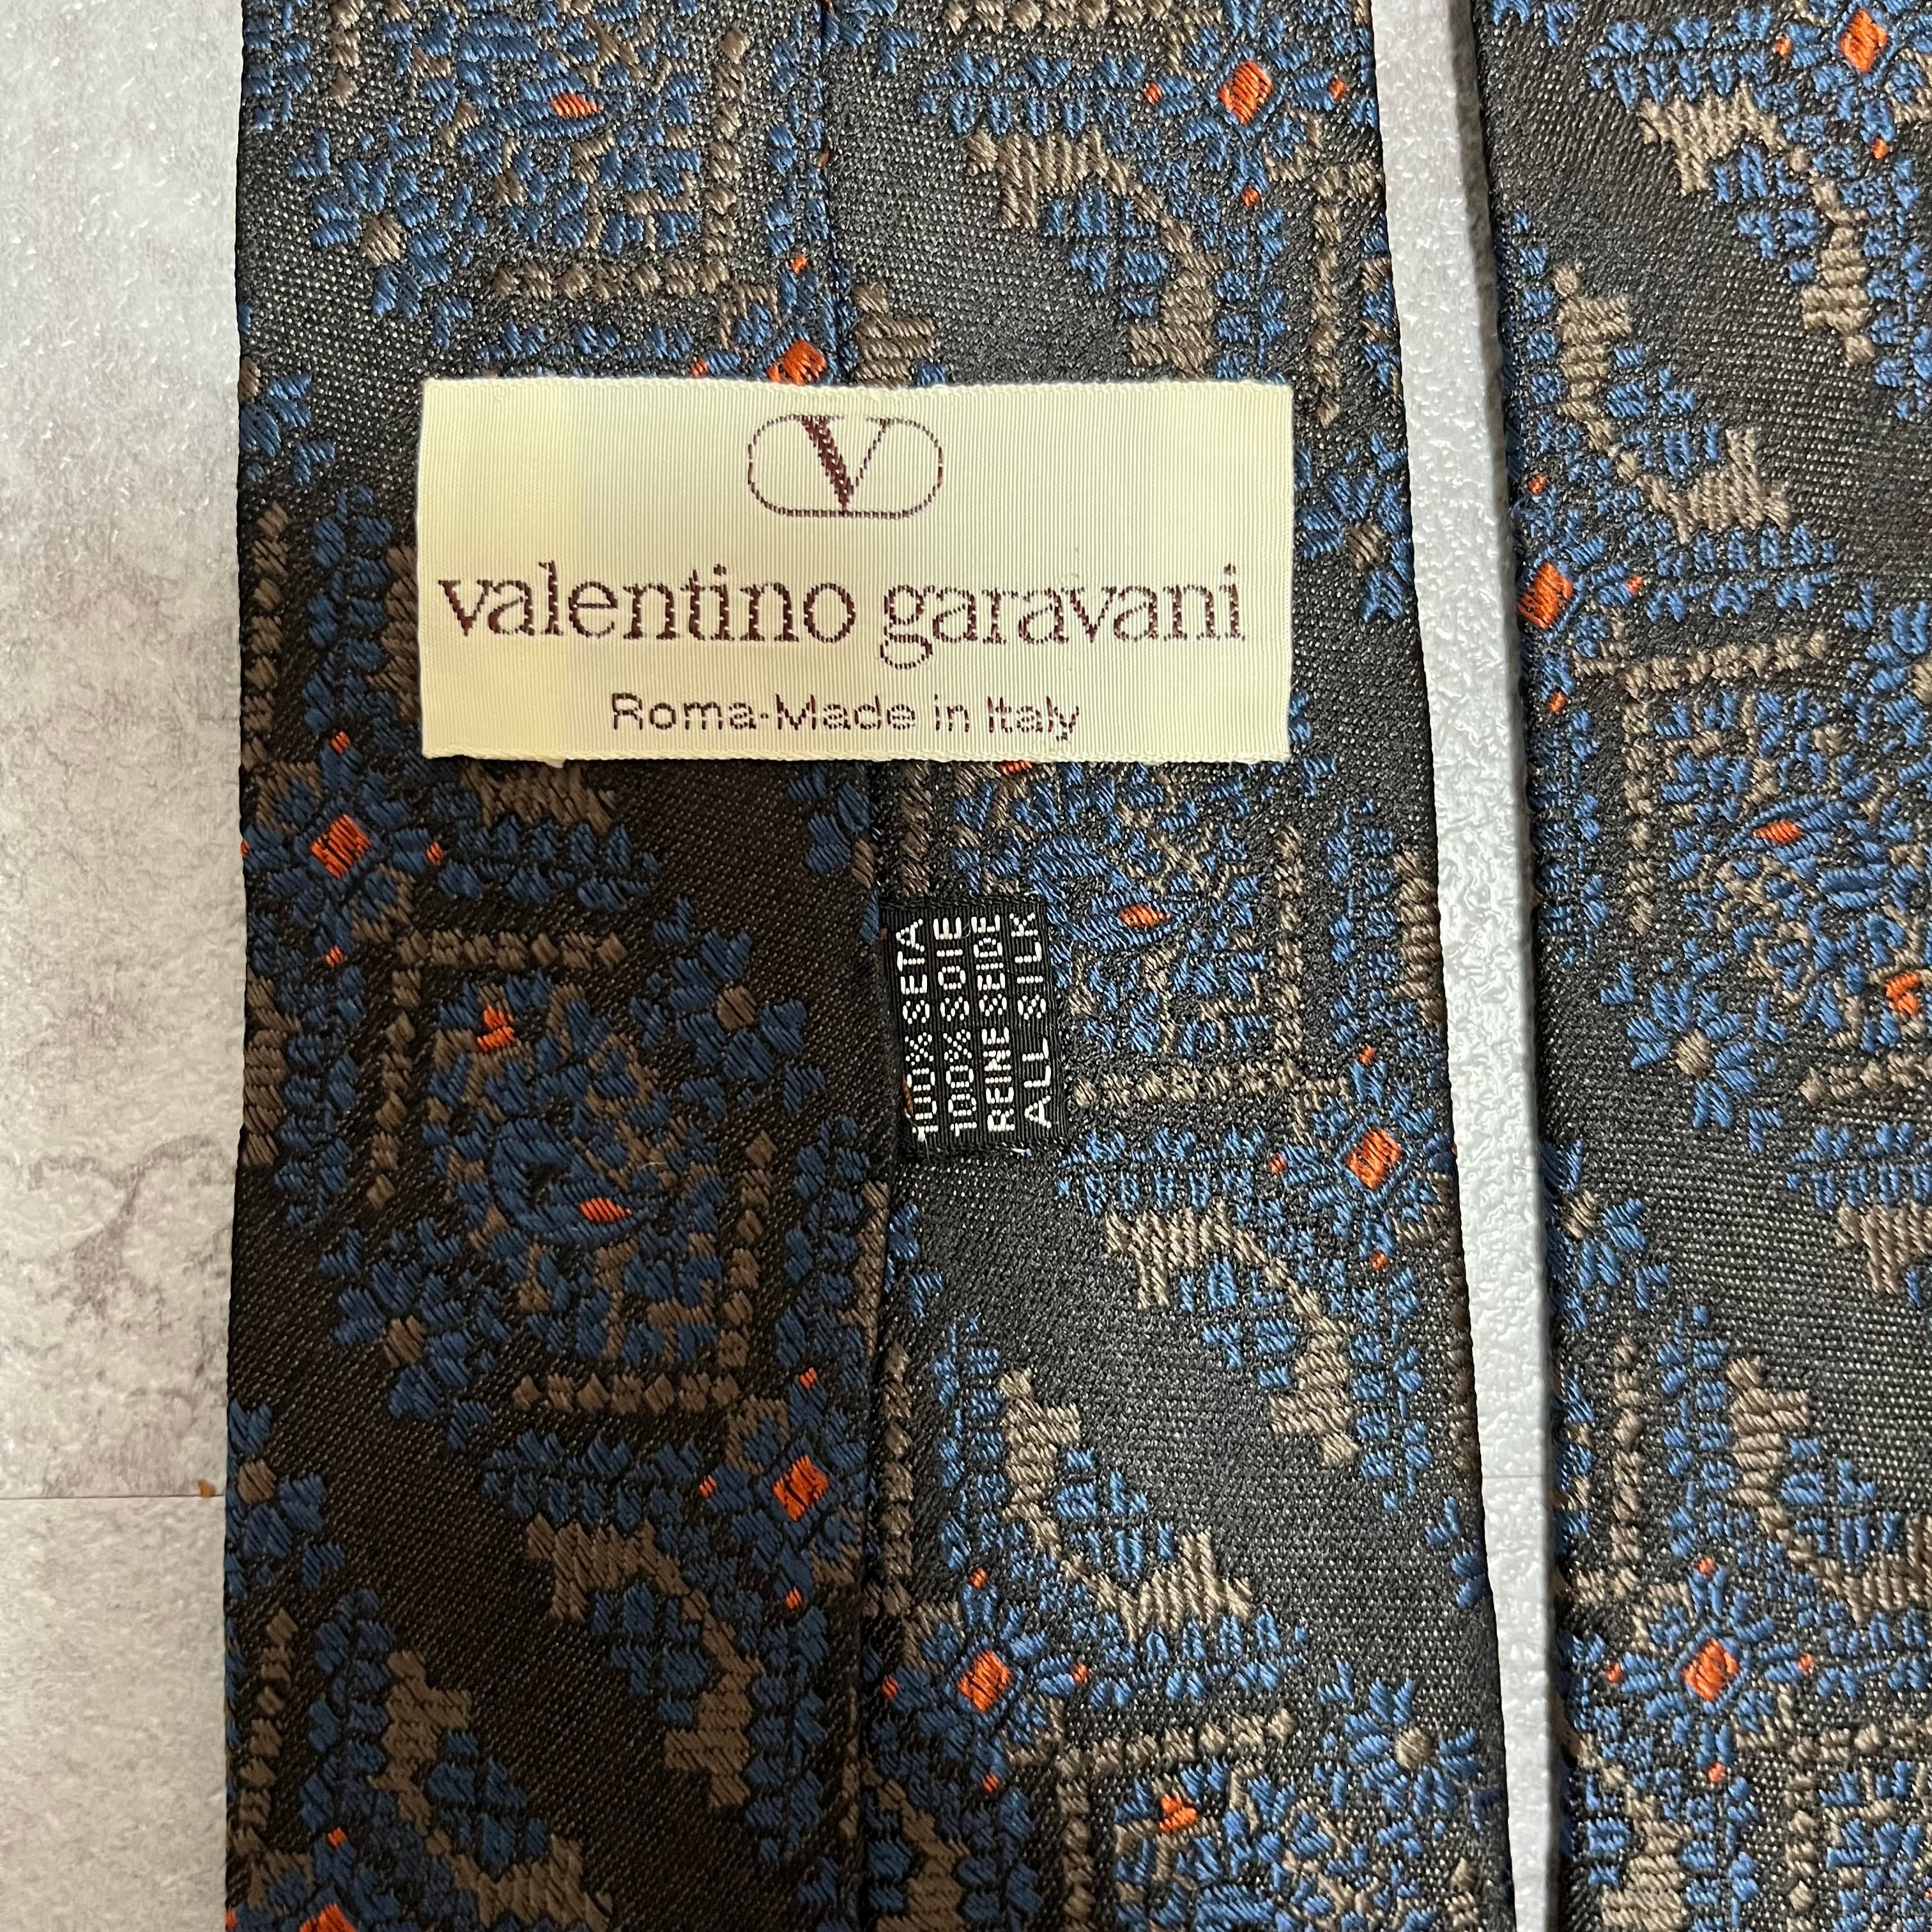 V
valentino garavani
Roma-Made in Italy
100% SETA
100% SOIE
REINE SEIDE
ALL SILK